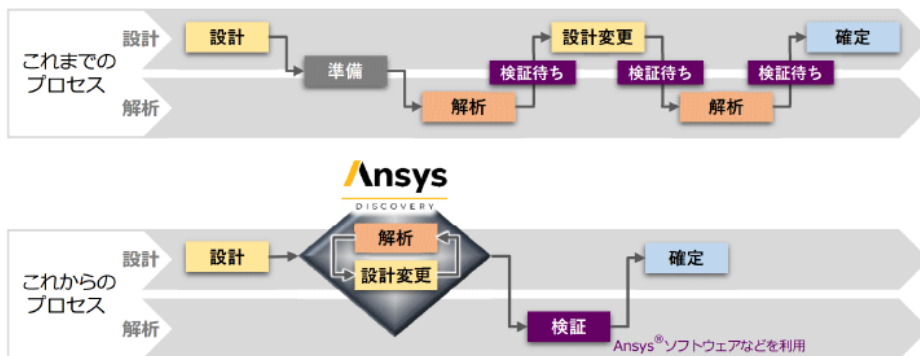 これまでの
プロセス
設計
解析
設計
準備
解析
検証待ち
設計変更
検証待ち
解析
検証待ち
確定
Ansys
DISCOVERY
これからの
プロセス
設計
解析
設計
解析
設計変更
検証
確定
Ansys®ソフトウェアなどを利用